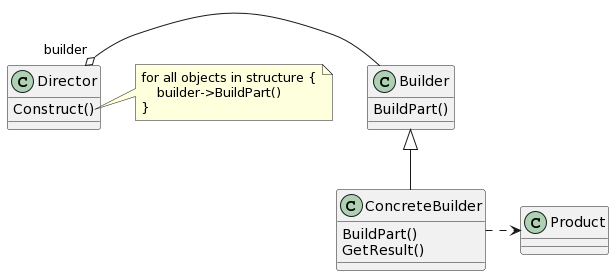 builder
C Director
Construct()
for all objects in structure {
    builder->BuildPart()
}
C Builder
BuildPart()
C ConcreteBuilder
BuildPart()
GetResult()
C Product